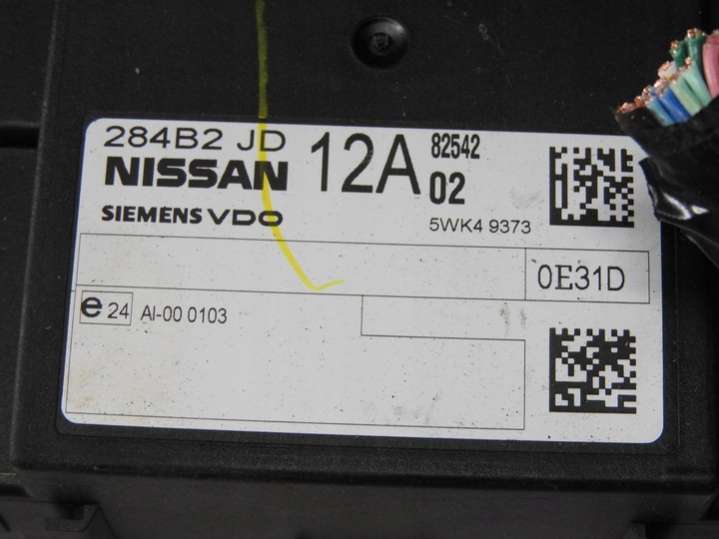 284B2 JD 12A 82542
NISSAN 02
SIEMENS VDO 5WK4 9373
0E31D
e 24 AI-00 0103